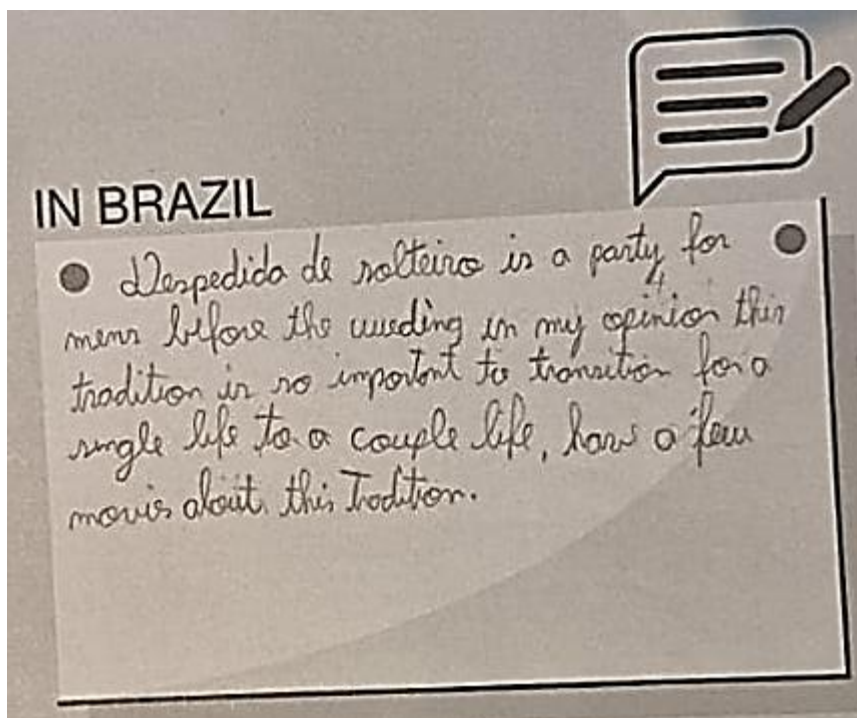 IN BRAZIL
Despedida de solteiro is a party for
mens before the wueding in my opinion this
tradition is so important to transition for a
single life to a couple life, have a few
movies about this Tradition.